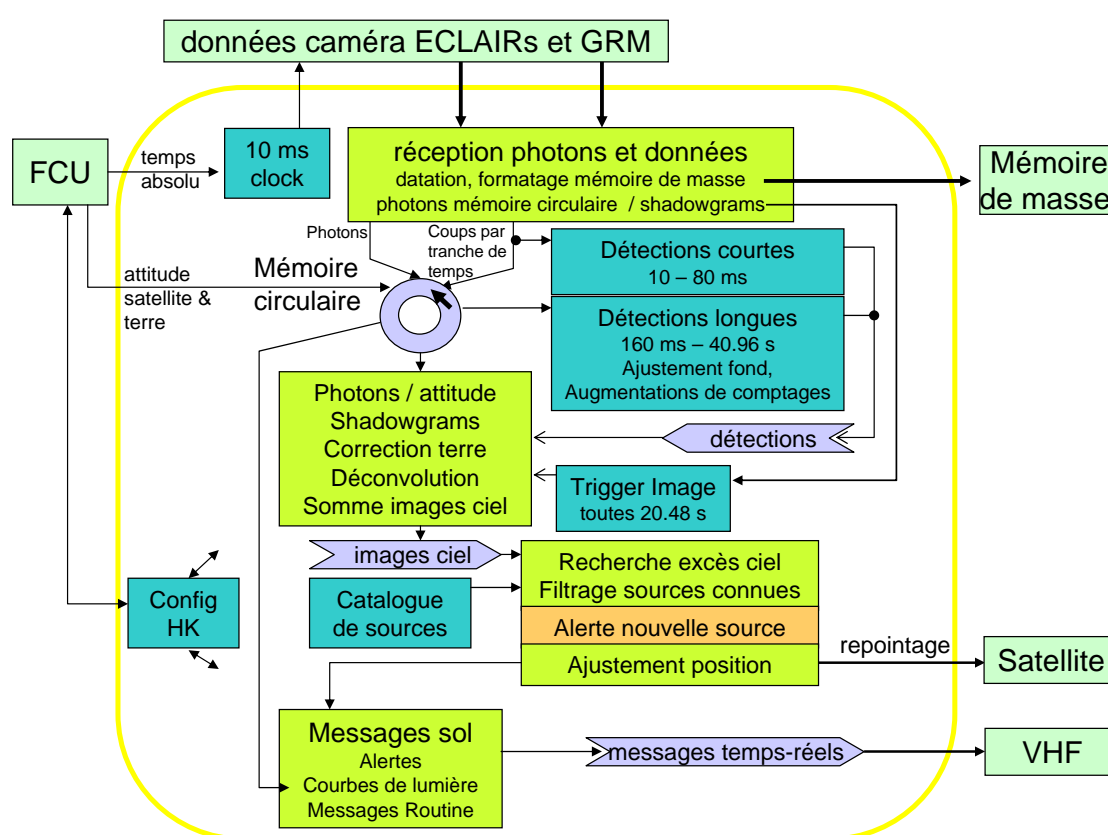 données caméra ECLAIRs et GRM
FCU
temps
absolu
10 ms
clock
réception photons et données
datation, formatage mémoire de masse
photons mémoire circulaire / shadowgrams
Mémoire
de masse
Photons
Coups par
tranche de
temps
attitude
satellite &
terre
Mémoire
circulaire
Détections courtes
10 – 80 ms
Détections longues
160 ms – 40.96 s
Ajustement fond,
Augmentations de comptages
Photons / attitude
Shadowgrams
Correction terre
Déconvolution
Somme images ciel
détections
Trigger Image
toutes 20.48 s
images ciel
Recherche excès ciel
Filtrage sources connues
Config
HK
Catalogue
de sources
Alerte nouvelle source
Ajustement position
repointage
Satellite
Messages sol
Alertes
Courbes de lumière
Messages Routine
messages temps-réels
VHF